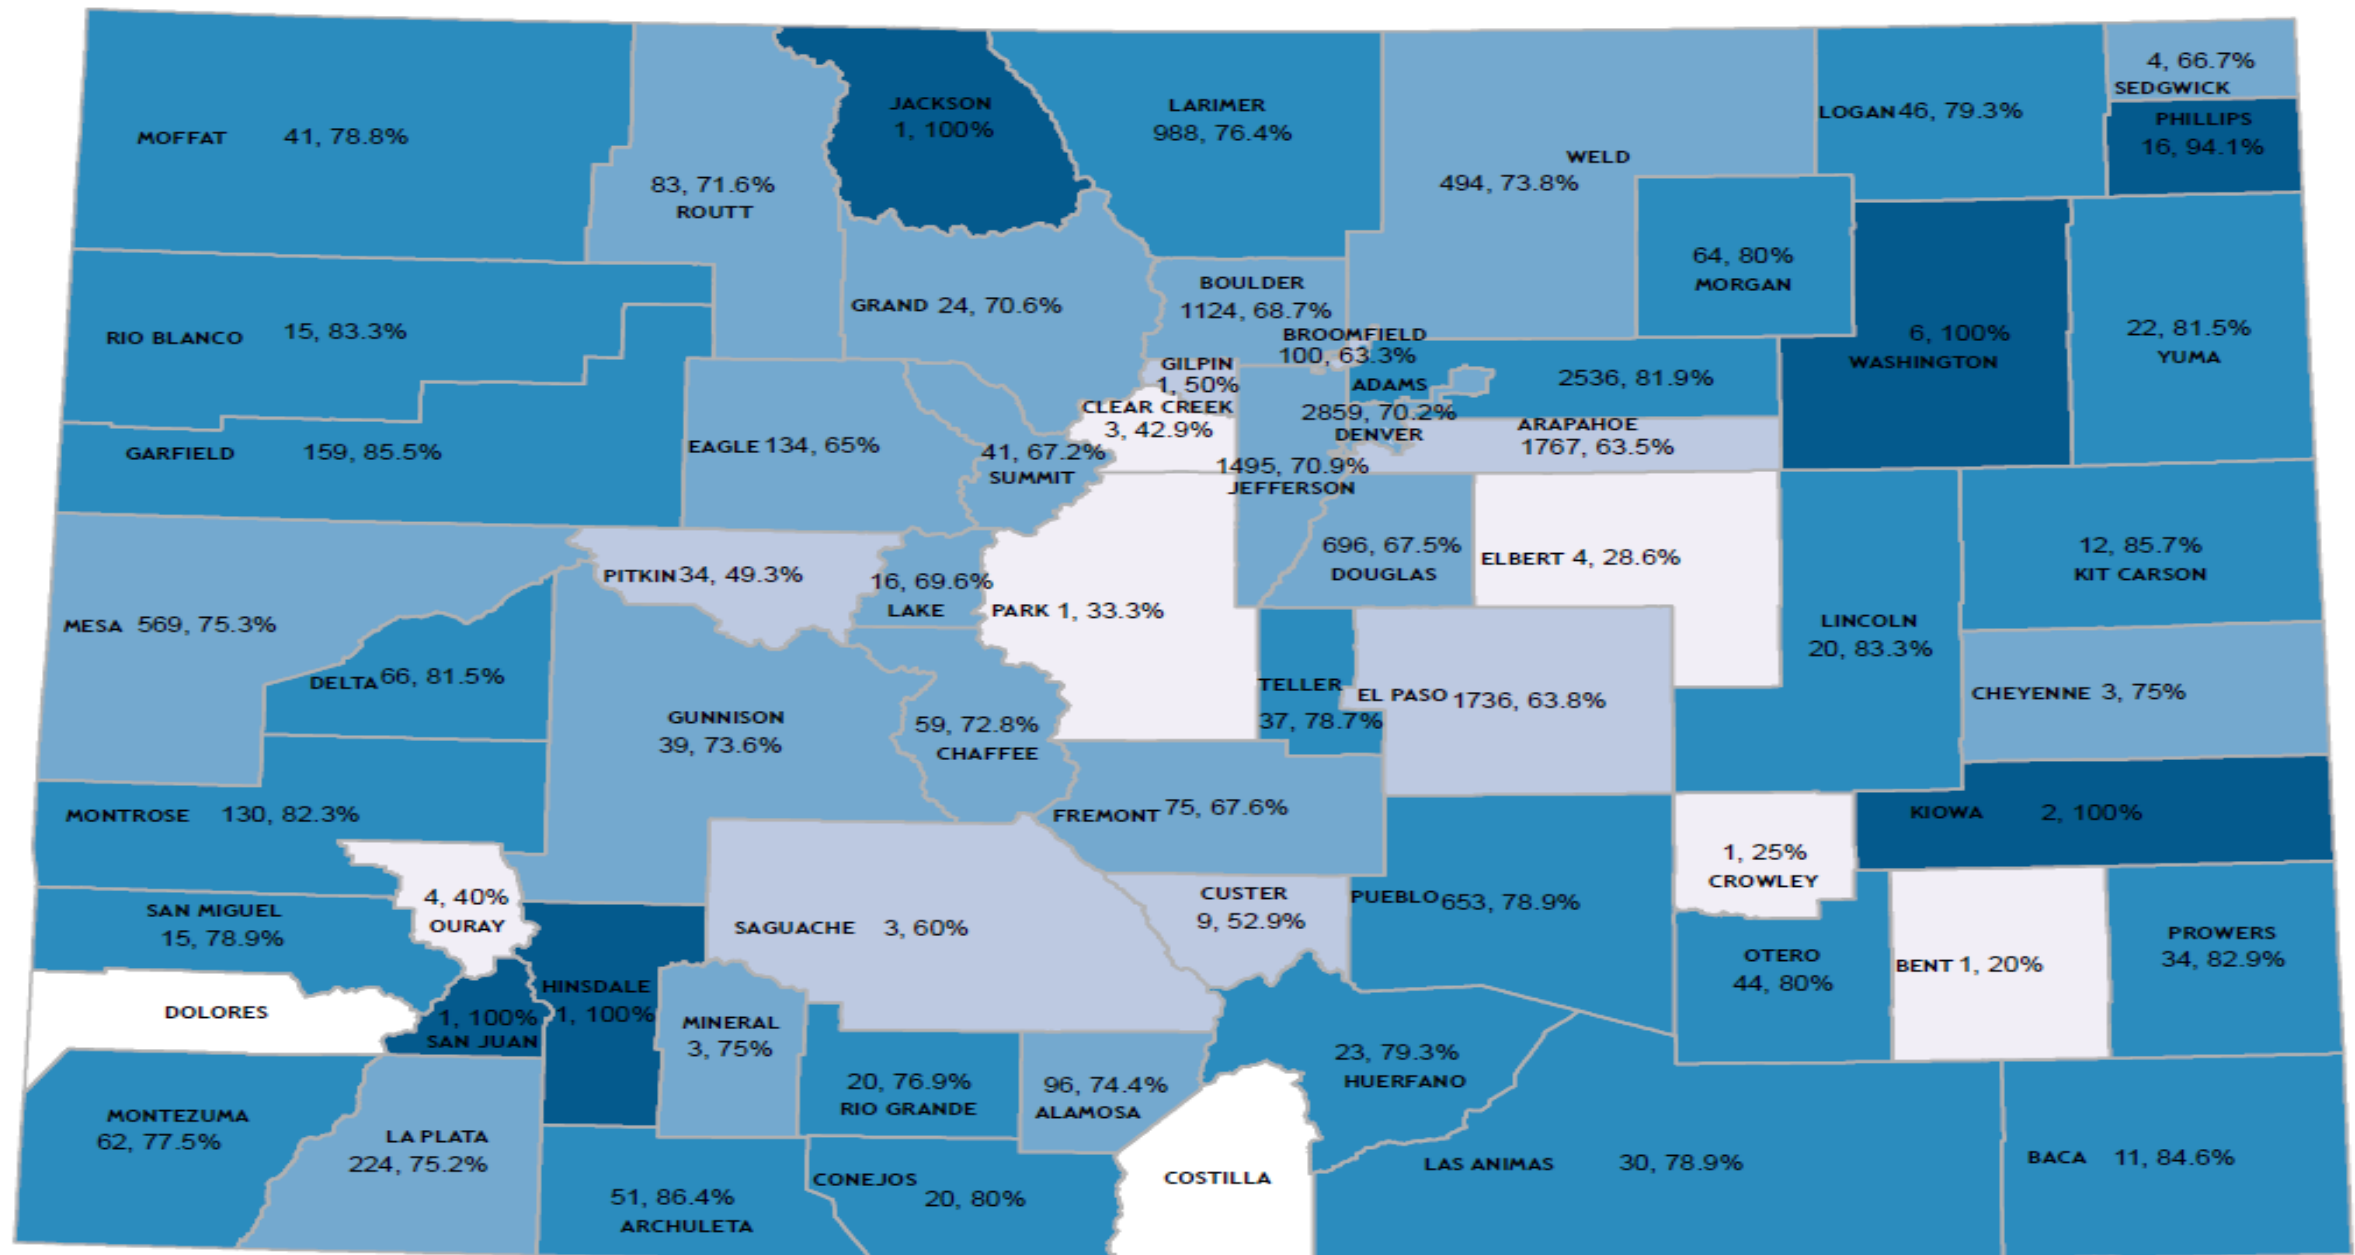 4, 66.7%
SEDGWICK
JACKSON
1, 100%
LARIMER
988, 76.4%
LOGAN 46, 79.3%
PHILLIPS
16, 94.1%
MOFFAT 41, 78.8%
WELD
494, 73.8%
83, 71.6%
ROUTT
64, 80%
MORGAN
BOULDER
1124, 68.7%
GRAND 24, 70.6%
RIO BLANCO 15, 83.3%
BROOMFIELD
100, 63.3%
6, 100%
WASHINGTON
22, 81.5%
YUMA
GILPIN
1, 50%
ADAMS 2536, 81.9%
CLEAR CREEK
3, 42.9%
2859, 70.2%
DENVER
ARAPAHOE
1767, 63.5%
GARFIELD 159, 85.5%
EAGLE 134, 65%
41, 67.2%
SUMMIT
1495, 70.9%
JEFFERSON
696, 67.5%
DOUGLAS
ELBERT 4, 28.6%
12, 85.7%
KIT CARSON
PITKIN 34, 49.3%
16, 69.6%
LAKE
PARK 1, 33.3%
MESA 569, 75.3%
LINCOLN
20, 83.3%
DELTA 66, 81.5%
TELLER
37, 78.7%
EL PASO 1736, 63.8%
CHEYENNE 3, 75%
GUNNISON
39, 73.6%
59, 72.8%
CHAFFEE
MONTROSE 130, 82.3%
FREMONT 75, 67.6%
KIOWA 2, 100%
1, 25%
CROWLEY
4, 40%
OURAY
SAN MIGUEL
15, 78.9%
SAGUACHE 3, 60%
CUSTER
9, 52.9%
PUEBLO 653, 78.9%
OTERO
44, 80%
BENT 1, 20%
PROWERS
34, 82.9%
DOLORES
HINSDALE
1, 100%
1, 100%
SAN JUAN
MINERAL
3, 75%
23, 79.3%
HUERFANO
20, 76.9%
RIO GRANDE
96, 74.4%
ALAMOSA
MONTEZUMA
62, 77.5%
LA PLATA
224, 75.2%
51, 86.4%
ARCHULETA
CONEJOS
20, 80%
COSTILLA
LAS ANIMAS 30, 78.9%
BACA 11, 84.6%